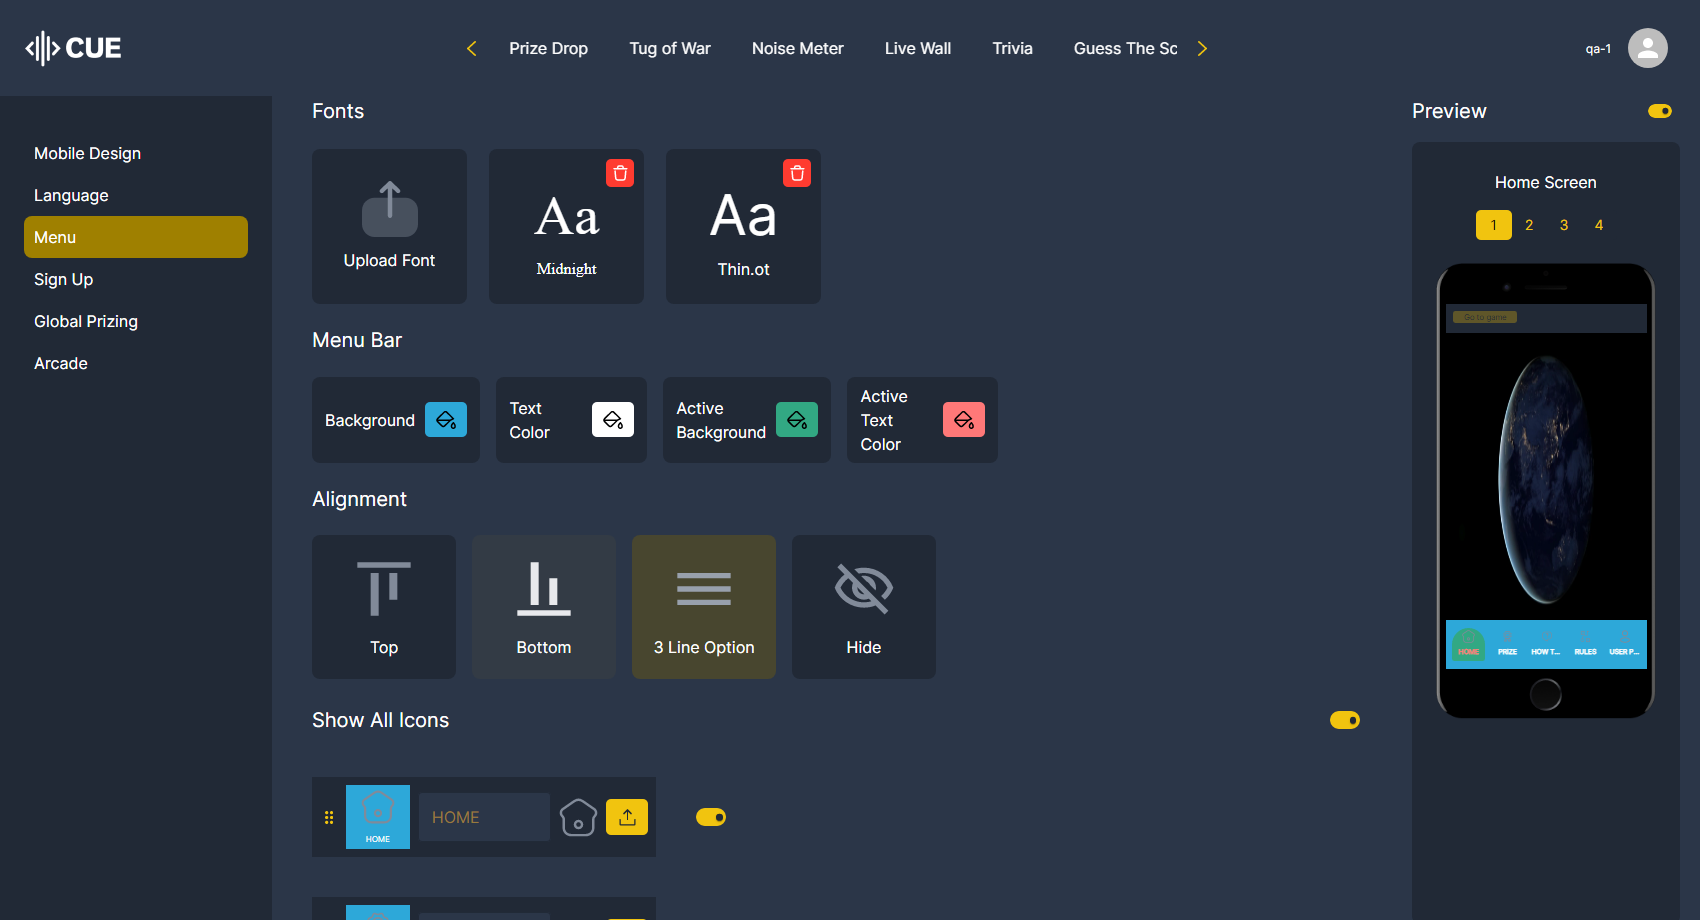 CUE
Prize Drop
Tug of War
Noise Meter
Live Wall
Trivia
Guess The Sc
qa-1
Mobile Design
Language
Menu
Sign Up
Global Prizing
Arcade
Fonts
Upload Font
Aa
Midnight
Aa
Thin.ot
Menu Bar
Background
Text
Color
Active
Background
Active
Text
Color
Alignment
Top
Bottom
3 Line Option
Hide
Show All Icons
HOME
HOME
Preview
Home Screen
1 2 3 4
Go to game
HOME
PRIZE
HOW T...
RULES
USER P...